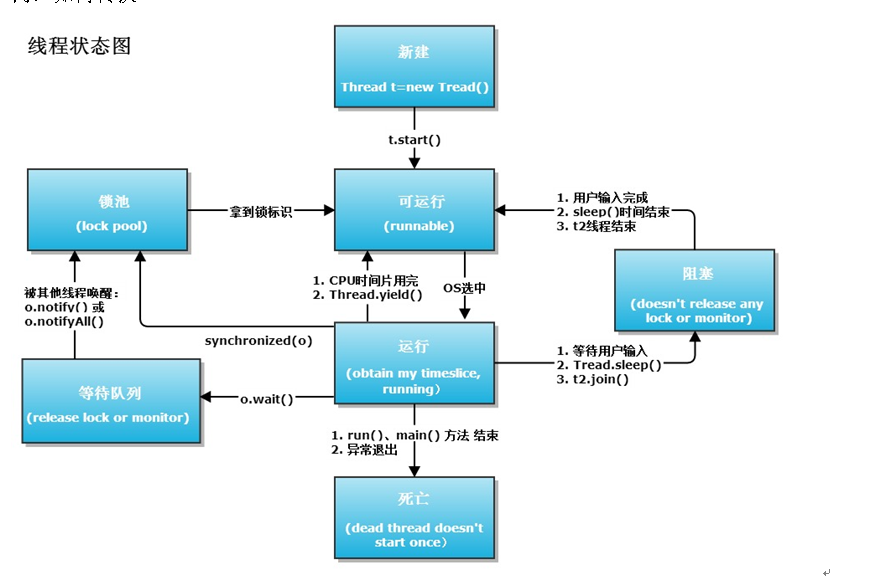 线程状态图
新建
Thread t=new Tread()
t.start()
锁池
(lock pool)
拿到锁标识
可运行
(runnable)
1. 用户输入完成
2. sleep()时间结束
3. t2线程结束
阻塞
(doesn't release any
lock or monitor)
被其他线程唤醒：
o.notify() 或
o.notifyAll()
1. CPU时间片用完
2. Thread.yield()
OS选中
synchronized(o)
运行
(obtain my timeslice,
running)
1. 等待用户输入
2. Tread.sleep()
3. t2.join()
等待队列
(release lock or monitor)
o.wait()
1. run()、main() 方法 结束
2. 异常退出
死亡
(dead thread doesn't
start once)